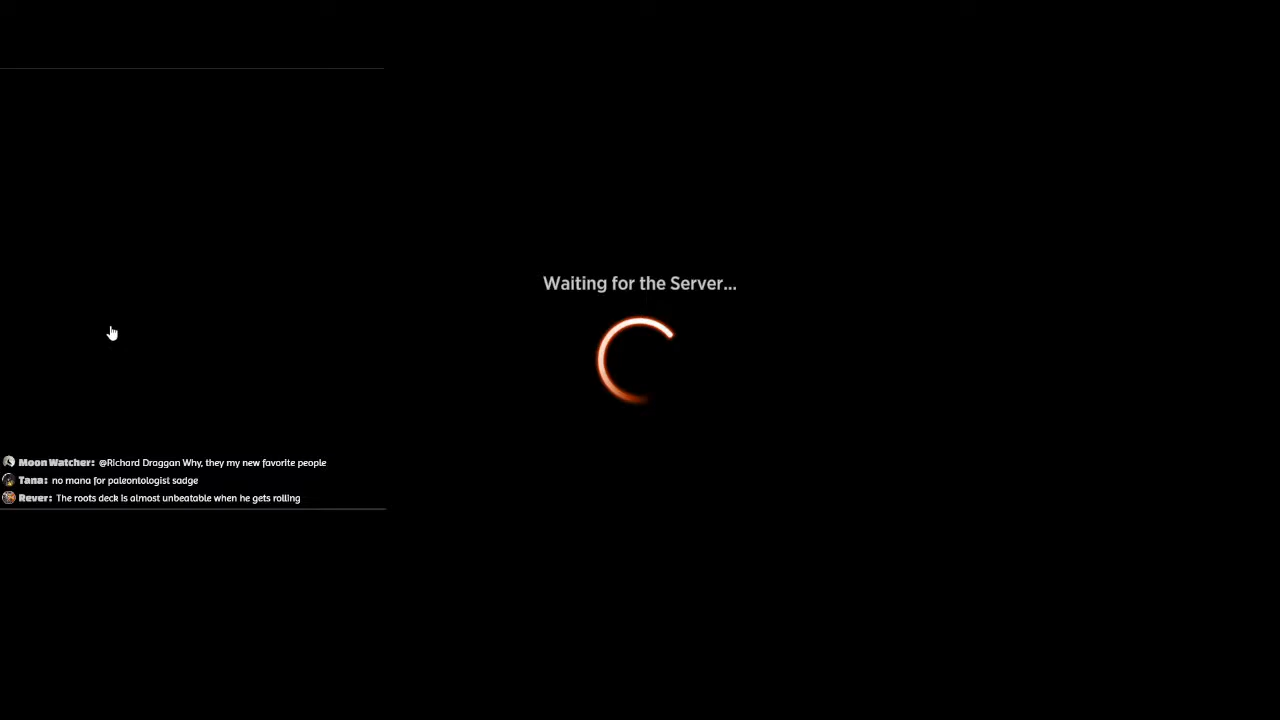 Waiting for the Server...
Moon Watcher: @Richard Draggan Why, they my new favorite people
Tana: no mana for paleontologist sadge
Rever: The roots deck is almost unbeatable when he gets rolling